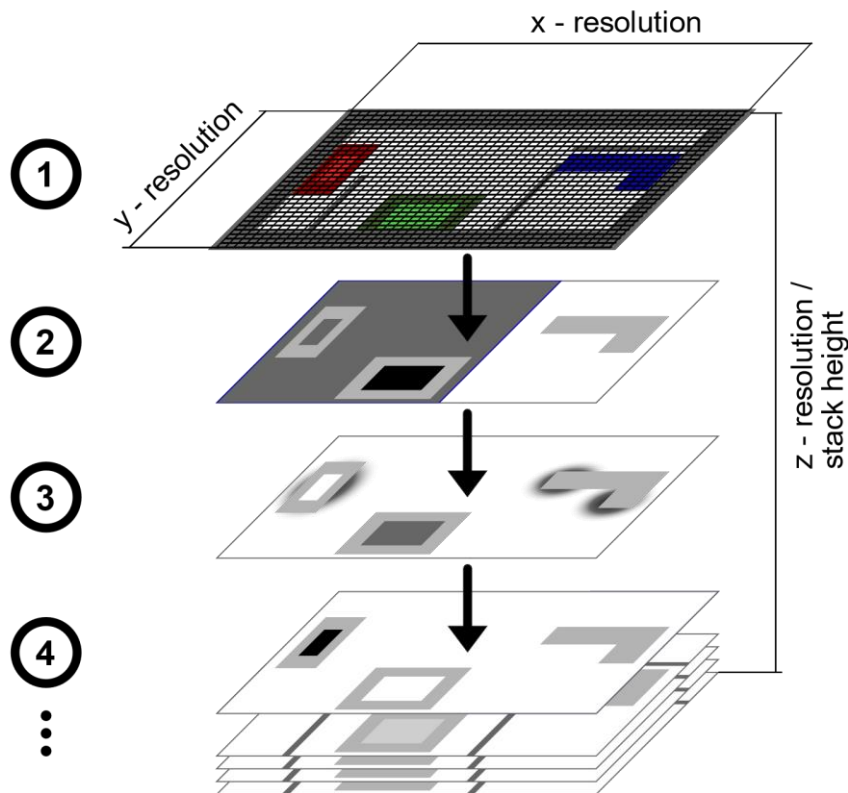 x - resolution
y - resolution
1
2
z - resolution /
stack height
3
4